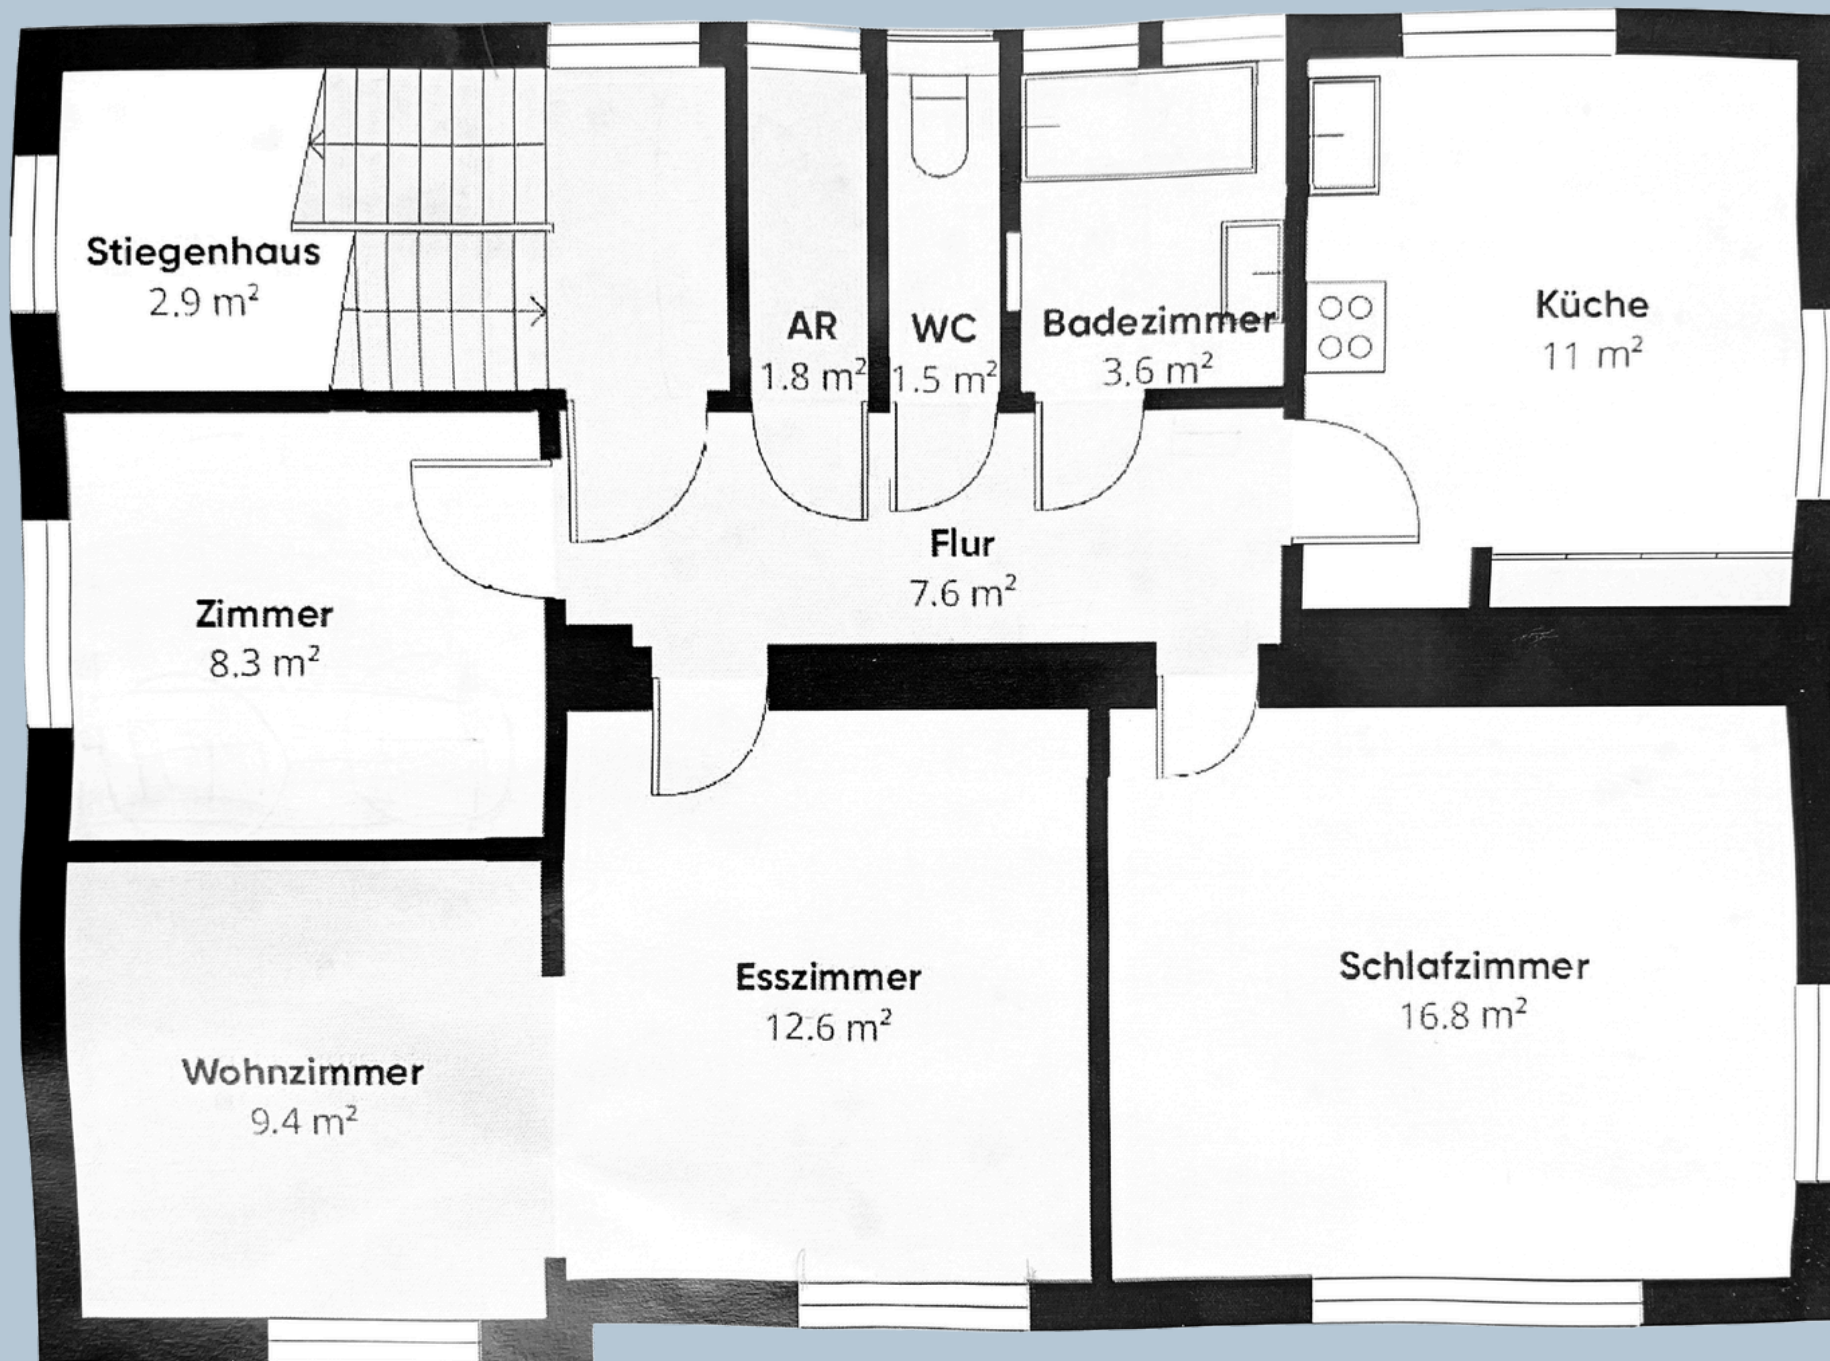 Stiegenhaus
2.9 m²
AR
1.8 m²
WC
1.5 m²
Badezimmer
3.6 m²
Küche
11 m²
Flur
7.6 m²
Zimmer
8.3 m²
Esszimmer
12.6 m²
Schlafzimmer
16.8 m²
Wohnzimmer
9.4 m²